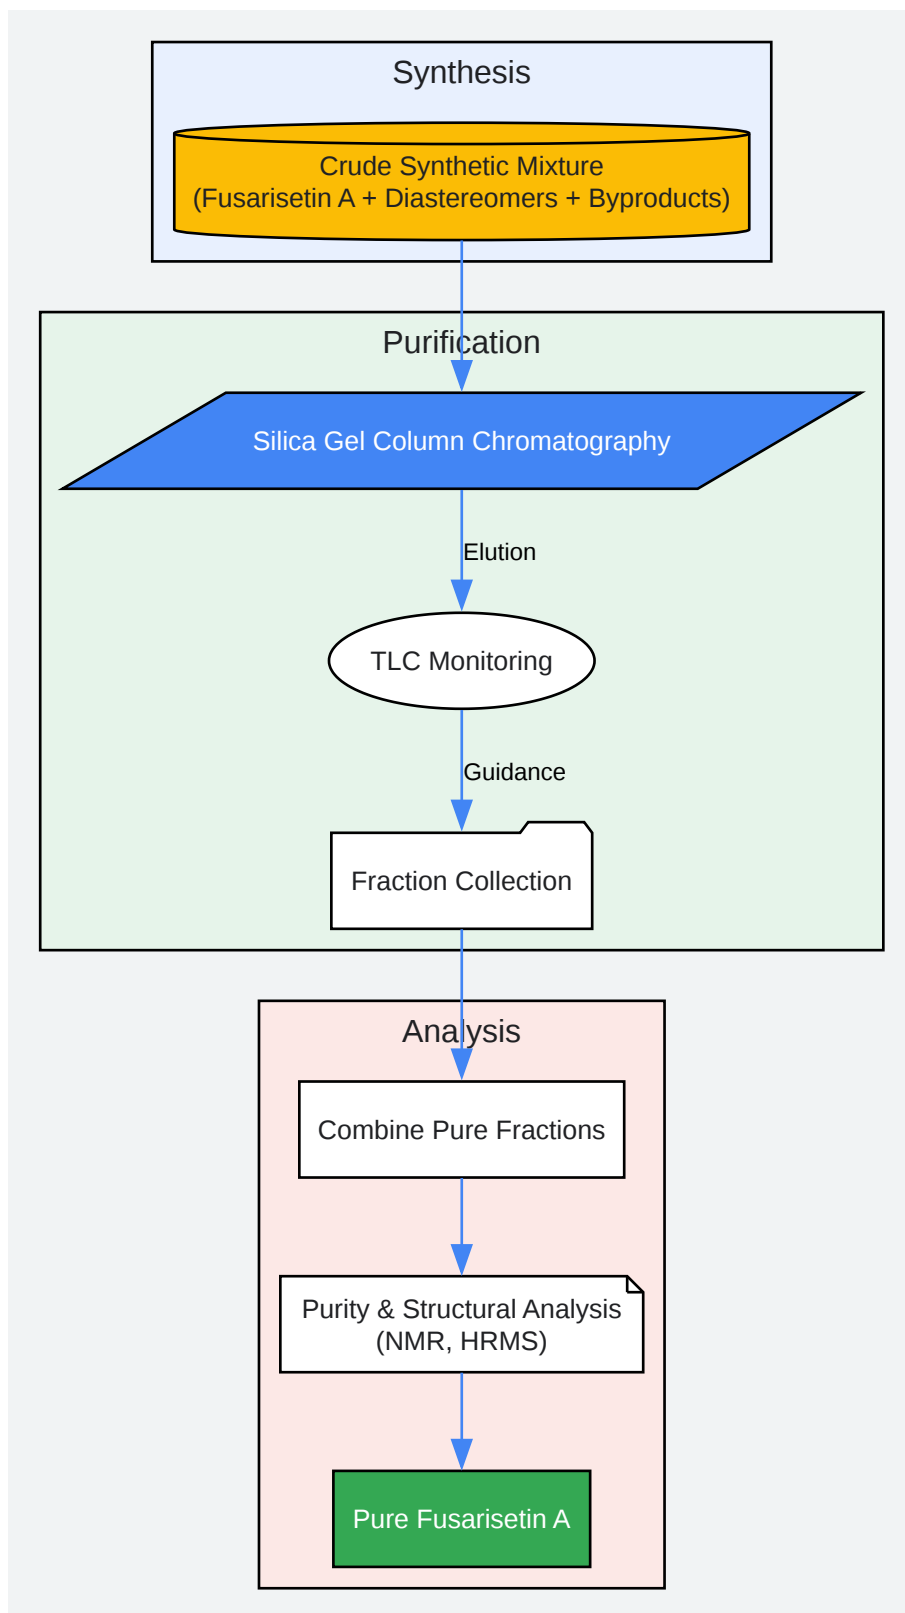 Synthesis
Crude Synthetic Mixture
(Fusarisetin A + Diastereomers + Byproducts)
Purification
Silica Gel Column Chromatography
Elution
TLC Monitoring
Guidance
Fraction Collection
Analysis
Combine Pure Fractions
Purity & Structural Analysis
(NMR, HRMS)
Pure Fusarisetin A